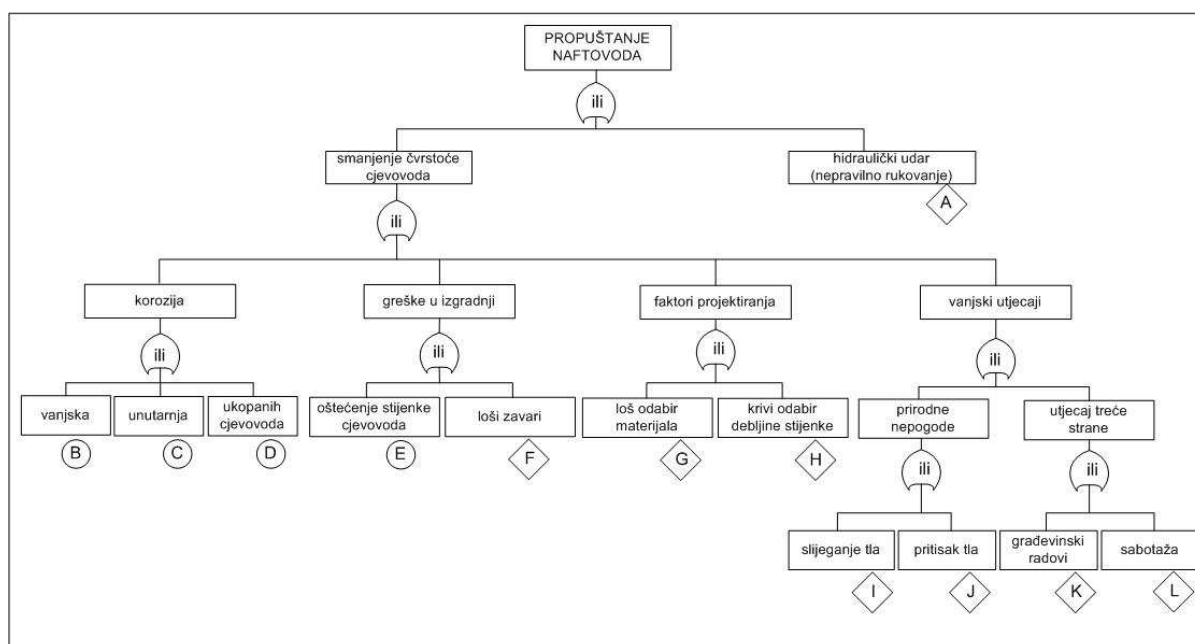 PROPUŠTANJE
NAFTOVODA
ili
smanjenje čvrstoće
cjevovoda
hidraulički udar
(nepravilno rukovanje)
A
ili
korozija
greške u izgradnji
faktori projektiranja
vanjski utjecaji
ili
ili
ili
ili
vanjska
unutarnja
ukopanih
cjevovoda
oštećenje stijenke
cjevovoda
loši zavari
loš odabir
materijala
krivi odabir
debljine stijenke
prirodne
nepogode
utjecaj treće
strane
B
C
D
E
F
G
H
ili
ili
slijeganje tla
pritisak tla
građevinski
radovi
sabotaža
I
J
K
L